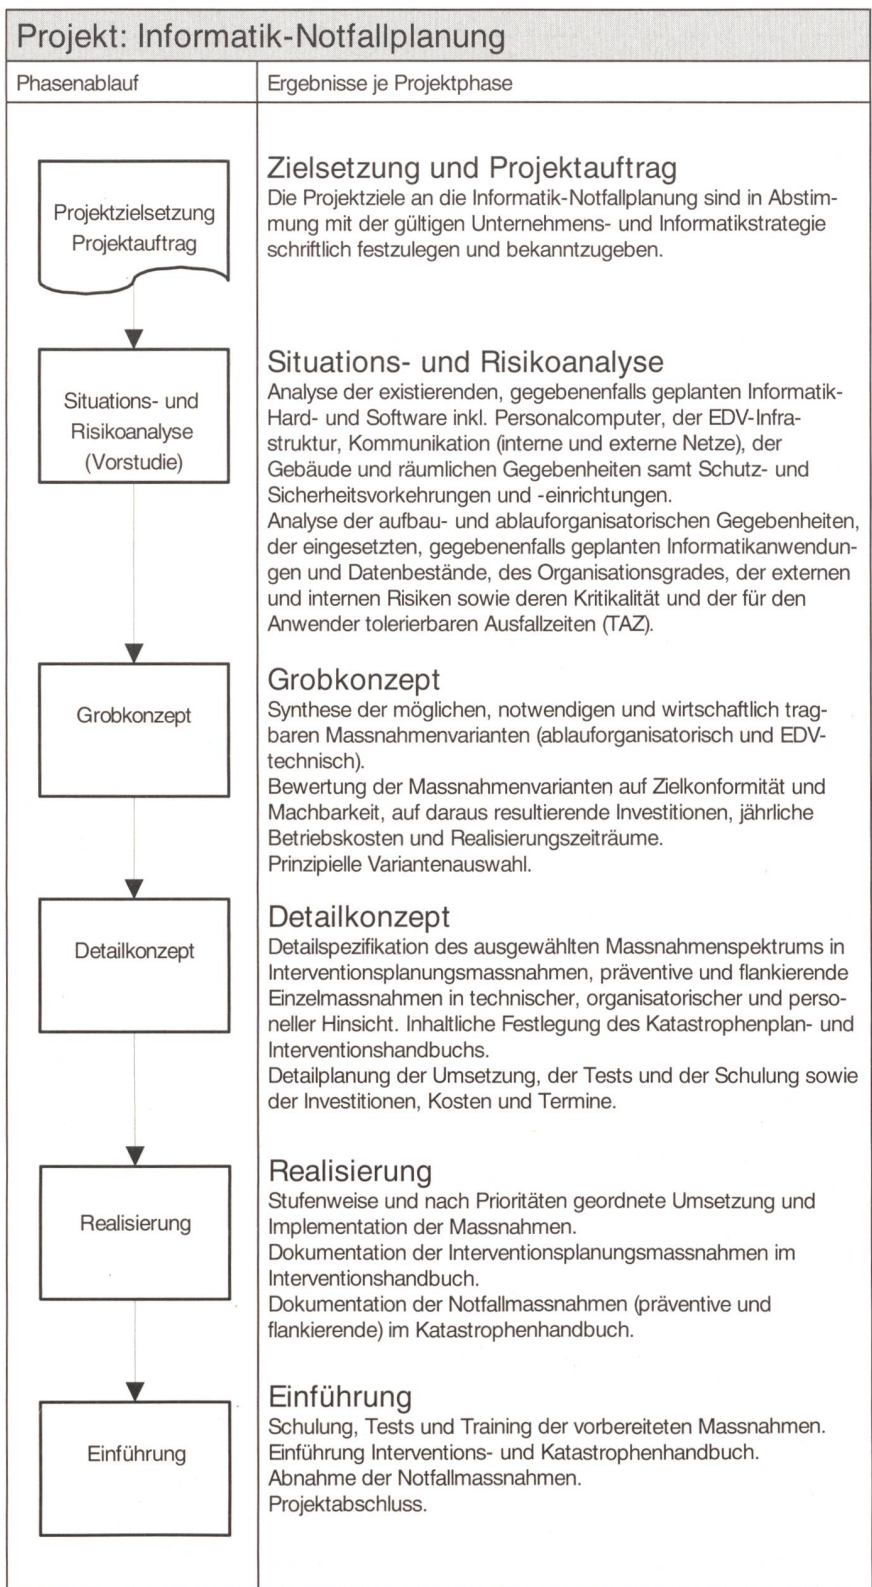 Projekt: Informatik-Notfallplanung
Phasenablauf
Ergebnisse je Projektphase
Projektzielsetzung
Projektauftrag
Zielsetzung und Projektauftrag
Die Projektziele an die Informatik-Notfallplanung sind in Abstim-
mung mit der gültigen Unternehmens- und Informatikstrategie
schriftlich festzulegen und bekanntzugeben.
Situations- und
Risikoanalyse
(Vorstudie)
Situations- und Risikoanalyse
Analyse der existierenden, gegebenenfalls geplanten Informatik-
Hard- und Software inkl. Personalcomputer, der EDV-Infra-
struktur, Kommunikation (interne und externe Netze), der
Gebäude und räumlichen Gegebenheiten samt Schutz- und
Sicherheitsvorkehrungen und -einrichtungen.
Analyse der aufbau- und ablauforganisatorischen Gegebenheiten,
der eingesetzten, gegebenenfalls geplanten Informatikanwendun-
gen und Datenbestände, des Organisationsgrades, der externen
und internen Risiken sowie deren Kritikalität und der für den
Anwender tolerierbaren Ausfallzeiten (TAZ).
Grobkonzept
Grobkonzept
Synthese der möglichen, notwendigen und wirtschaftlich trag-
baren Massnahmenvarianten (ablauforganisatorisch und EDV-
technisch).
Bewertung der Massnahmenvarianten auf Zielkonformität und
Machbarkeit, auf daraus resultierende Investitionen, jährliche
Betriebskosten und Realisierungszeiträume.
Prinzipielle Variantenauswahl.
Detailkonzept
Detailkonzept
Detailspezifikation des ausgewählten Massnahmenspektrums in
Interventionsplanungsmassnahmen, präventive und flankierende
Einzelmassnahmen in technischer, organisatorischer und perso-
neller Hinsicht. Inhaltliche Festlegung des Katastrophenplan- und
Interventionshandbuchs.
Detailplanung der Umsetzung, der Tests und der Schulung sowie
der Investitionen, Kosten und Termine.
Realisierung
Realisierung
Stufenweise und nach Prioritäten geordnete Umsetzung und
Implementation der Massnahmen.
Dokumentation der Interventionsplanungsmassnahmen im
Interventionshandbuch.
Dokumentation der Notfallmassnahmen (präventive und
flankierende) im Katastrophenhandbuch.
Einführung
Einführung
Schulung, Tests und Training der vorbereiteten Massnahmen.
Einführung Interventions- und Katastrophenhandbuch.
Abnahme der Notfallmassnahmen.
Projektabschluss.